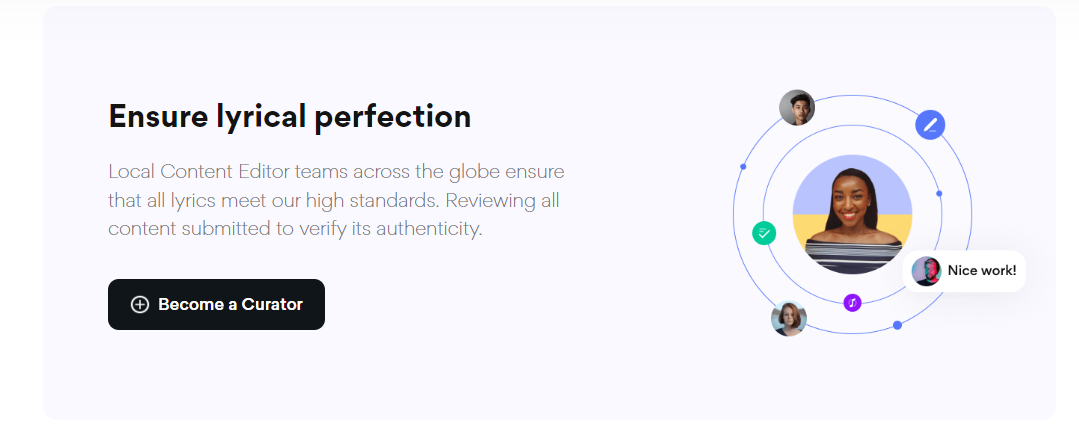 Ensure lyrical perfection
Local Content Editor teams across the globe ensure
that all lyrics meet our high standards. Reviewing all
content submitted to verify its authenticity.
Become a Curator
Nice work!